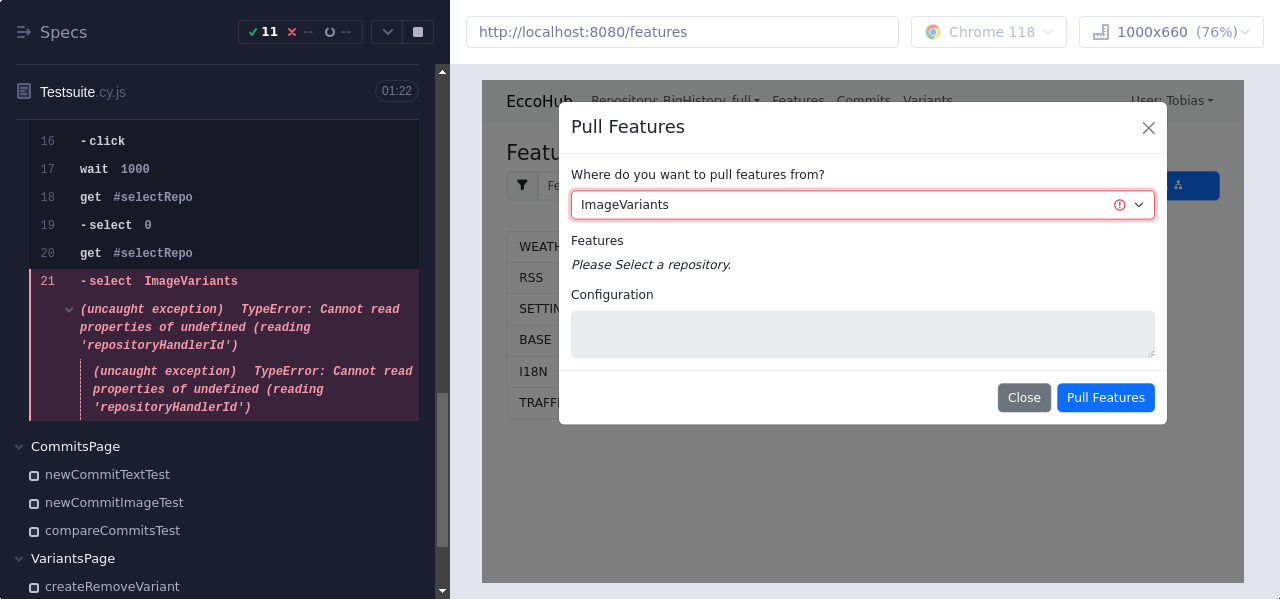 Specs
11 -- --
Testsuite.cy.js 01:22
16 -click
17 wait 1000
18 get #selectRepo
19 -select 0
20 get #selectRepo
21 -select ImageVariants
(uncaught exception) TypeError: Cannot read
properties of undefined (reading
'repositoryHandlerId')
(uncaught exception) TypeError: Cannot read
properties of undefined (reading
'repositoryHandlerId')
CommitsPage
newCommitTextTest
newCommitImageTest
compareCommitsTest
VariantsPage
createRemoveVariant
http://localhost:8080/features
Chrome 118
1000x660 (76%)
EccoHub Repository: BigHistory_full Features Commits Variants User: Tobias
Featu
Fe
WEATH
RSS
SETTIN
BASE
I18N
TRAFF
Pull Features
Where do you want to pull features from?
ImageVariants
Features
Please Select a repository.
Configuration
Close
Pull Features